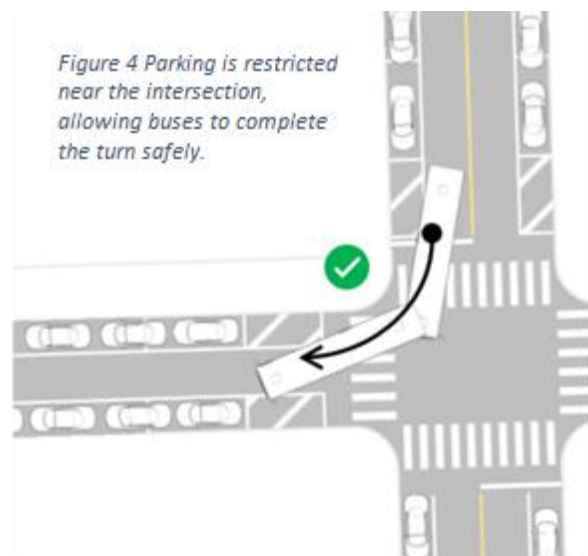 Figure 4 Parking is restricted
near the intersection,
allowing buses to complete
the turn safely.